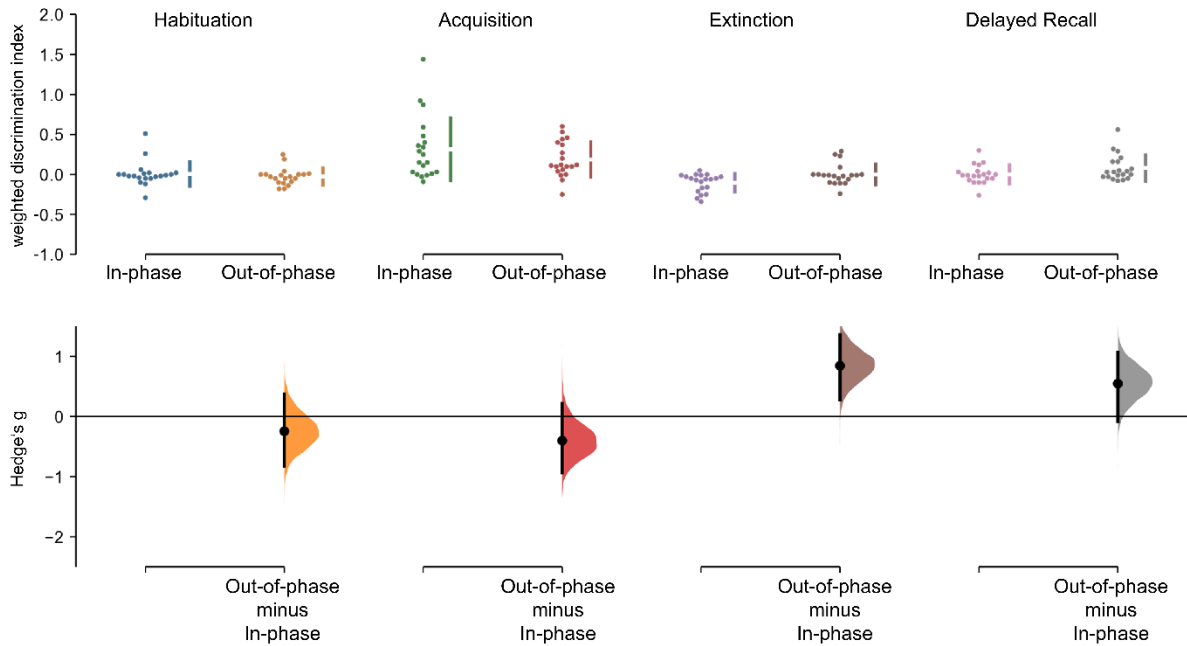 Habituation Acquisition Extinction Delayed Recall
weighted discrimination index
2.0
1.5
1.0
0.5
0.0
-0.5
-1.0
In-phase Out-of-phase In-phase Out-of-phase In-phase Out-of-phase In-phase Out-of-phase
Hedge's g
1
0
−1
−2
Out-of-phase Out-of-phase Out-of-phase Out-of-phase
minus minus minus minus
In-phase In-phase In-phase In-phase